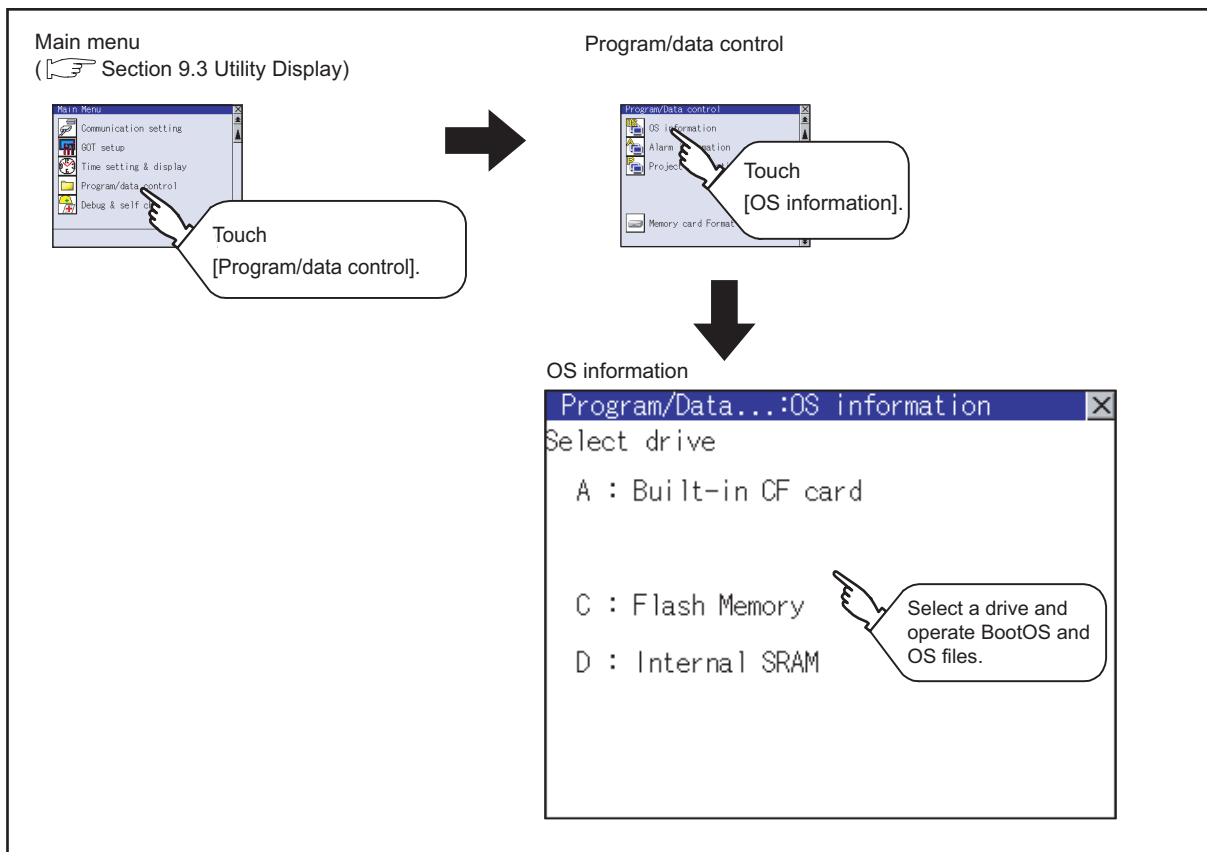 Main menu
( Section 9.3 Utility Display)
Main Menu
Communication setting
GOT setup
Time setting & display
Program/data control
Debug & self
Touch
[Program/data control].
Program/data control
Program/Data control
OS information
Alarm
Project
Memory card Format
Touch
[OS information].
OS information
Program/Data...:OS information
Select drive
A : Built-in CF card
C : Flash Memory
D : Internal SRAM
Select a drive and
operate BootOS and
OS files.